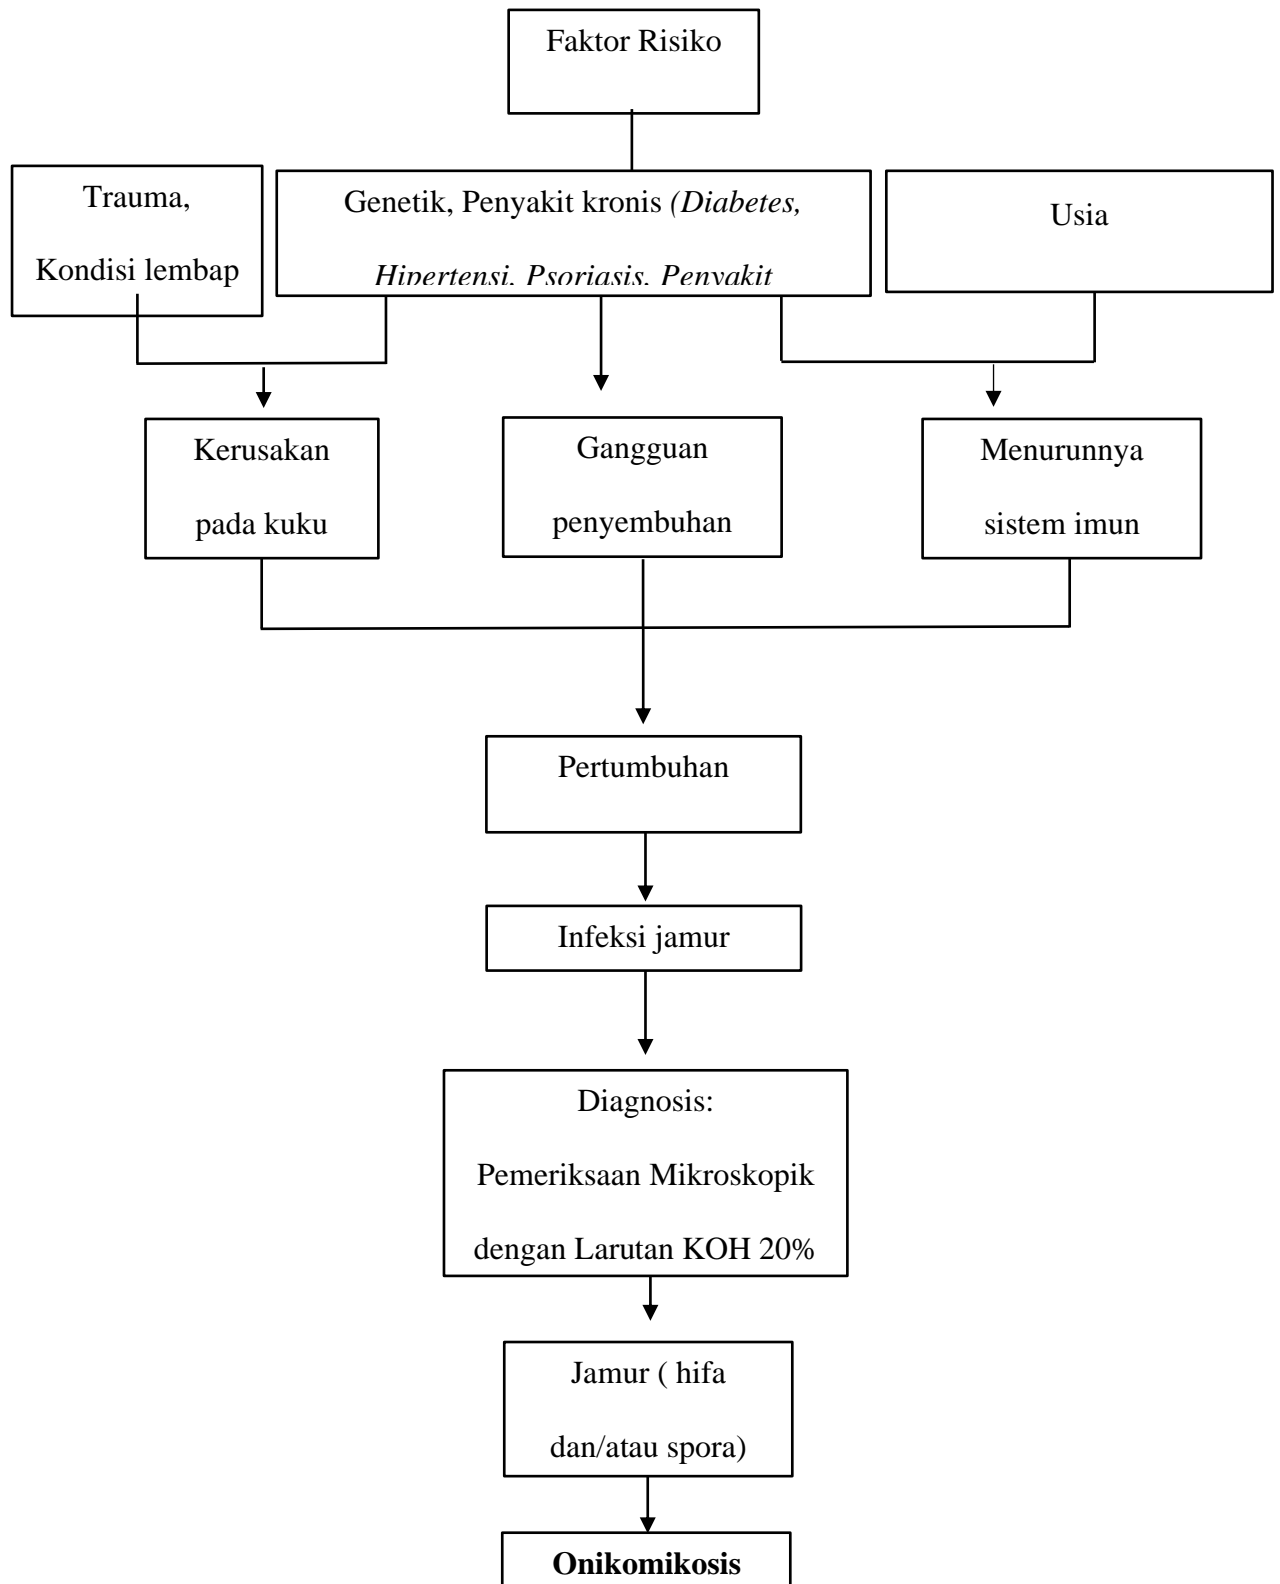 Faktor Risiko
Trauma,
Kondisi lembap
Genetik, Penyakit kronis (Diabetes,
Hipertensi, Psoriasis, Penyakit
Usia
Kerusakan
pada kuku
Gangguan
penyembuhan
Menurunnya
sistem imun
Pertumbuhan
Infeksi jamur
Diagnosis:
Pemeriksaan Mikroskopik
dengan Larutan KOH 20%
Jamur ( hifa
dan/atau spora)
Onikomikosis